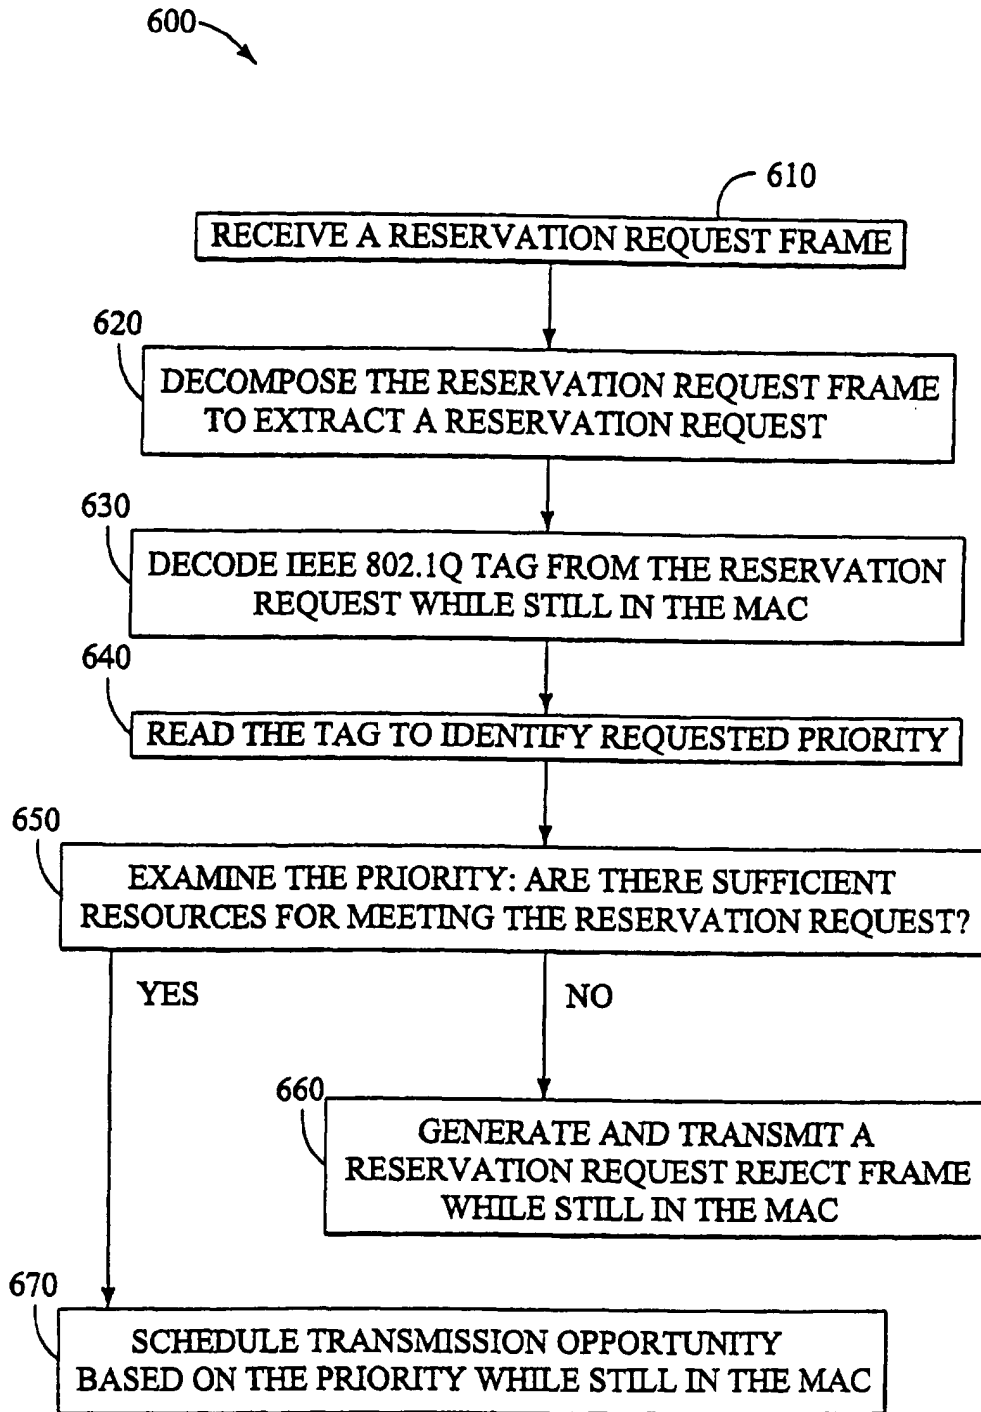 600
610
RECEIVE A RESERVATION REQUEST FRAME
620
DECOMPOSE THE RESERVATION REQUEST FRAME
TO EXTRACT A RESERVATION REQUEST
630
DECODE IEEE 802.1Q TAG FROM THE RESERVATION
REQUEST WHILE STILL IN THE MAC
640
READ THE TAG TO IDENTIFY REQUESTED PRIORITY
650
EXAMINE THE PRIORITY: ARE THERE SUFFICIENT
RESOURCES FOR MEETING THE RESERVATION REQUEST?
YES
NO
660
GENERATE AND TRANSMIT A
RESERVATION REQUEST REJECT FRAME
WHILE STILL IN THE MAC
670
SCHEDULE TRANSMISSION OPPORTUNITY
BASED ON THE PRIORITY WHILE STILL IN THE MAC